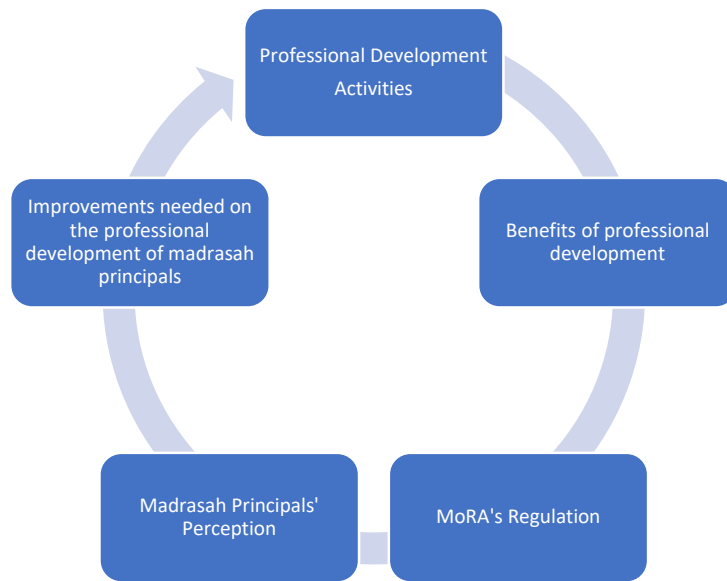 Professional Development
Activities
Benefits of professional
development
MoRA's Regulation
Madrasah Principals'
Perception
Improvements needed on
the professional
development of madrasah
principals